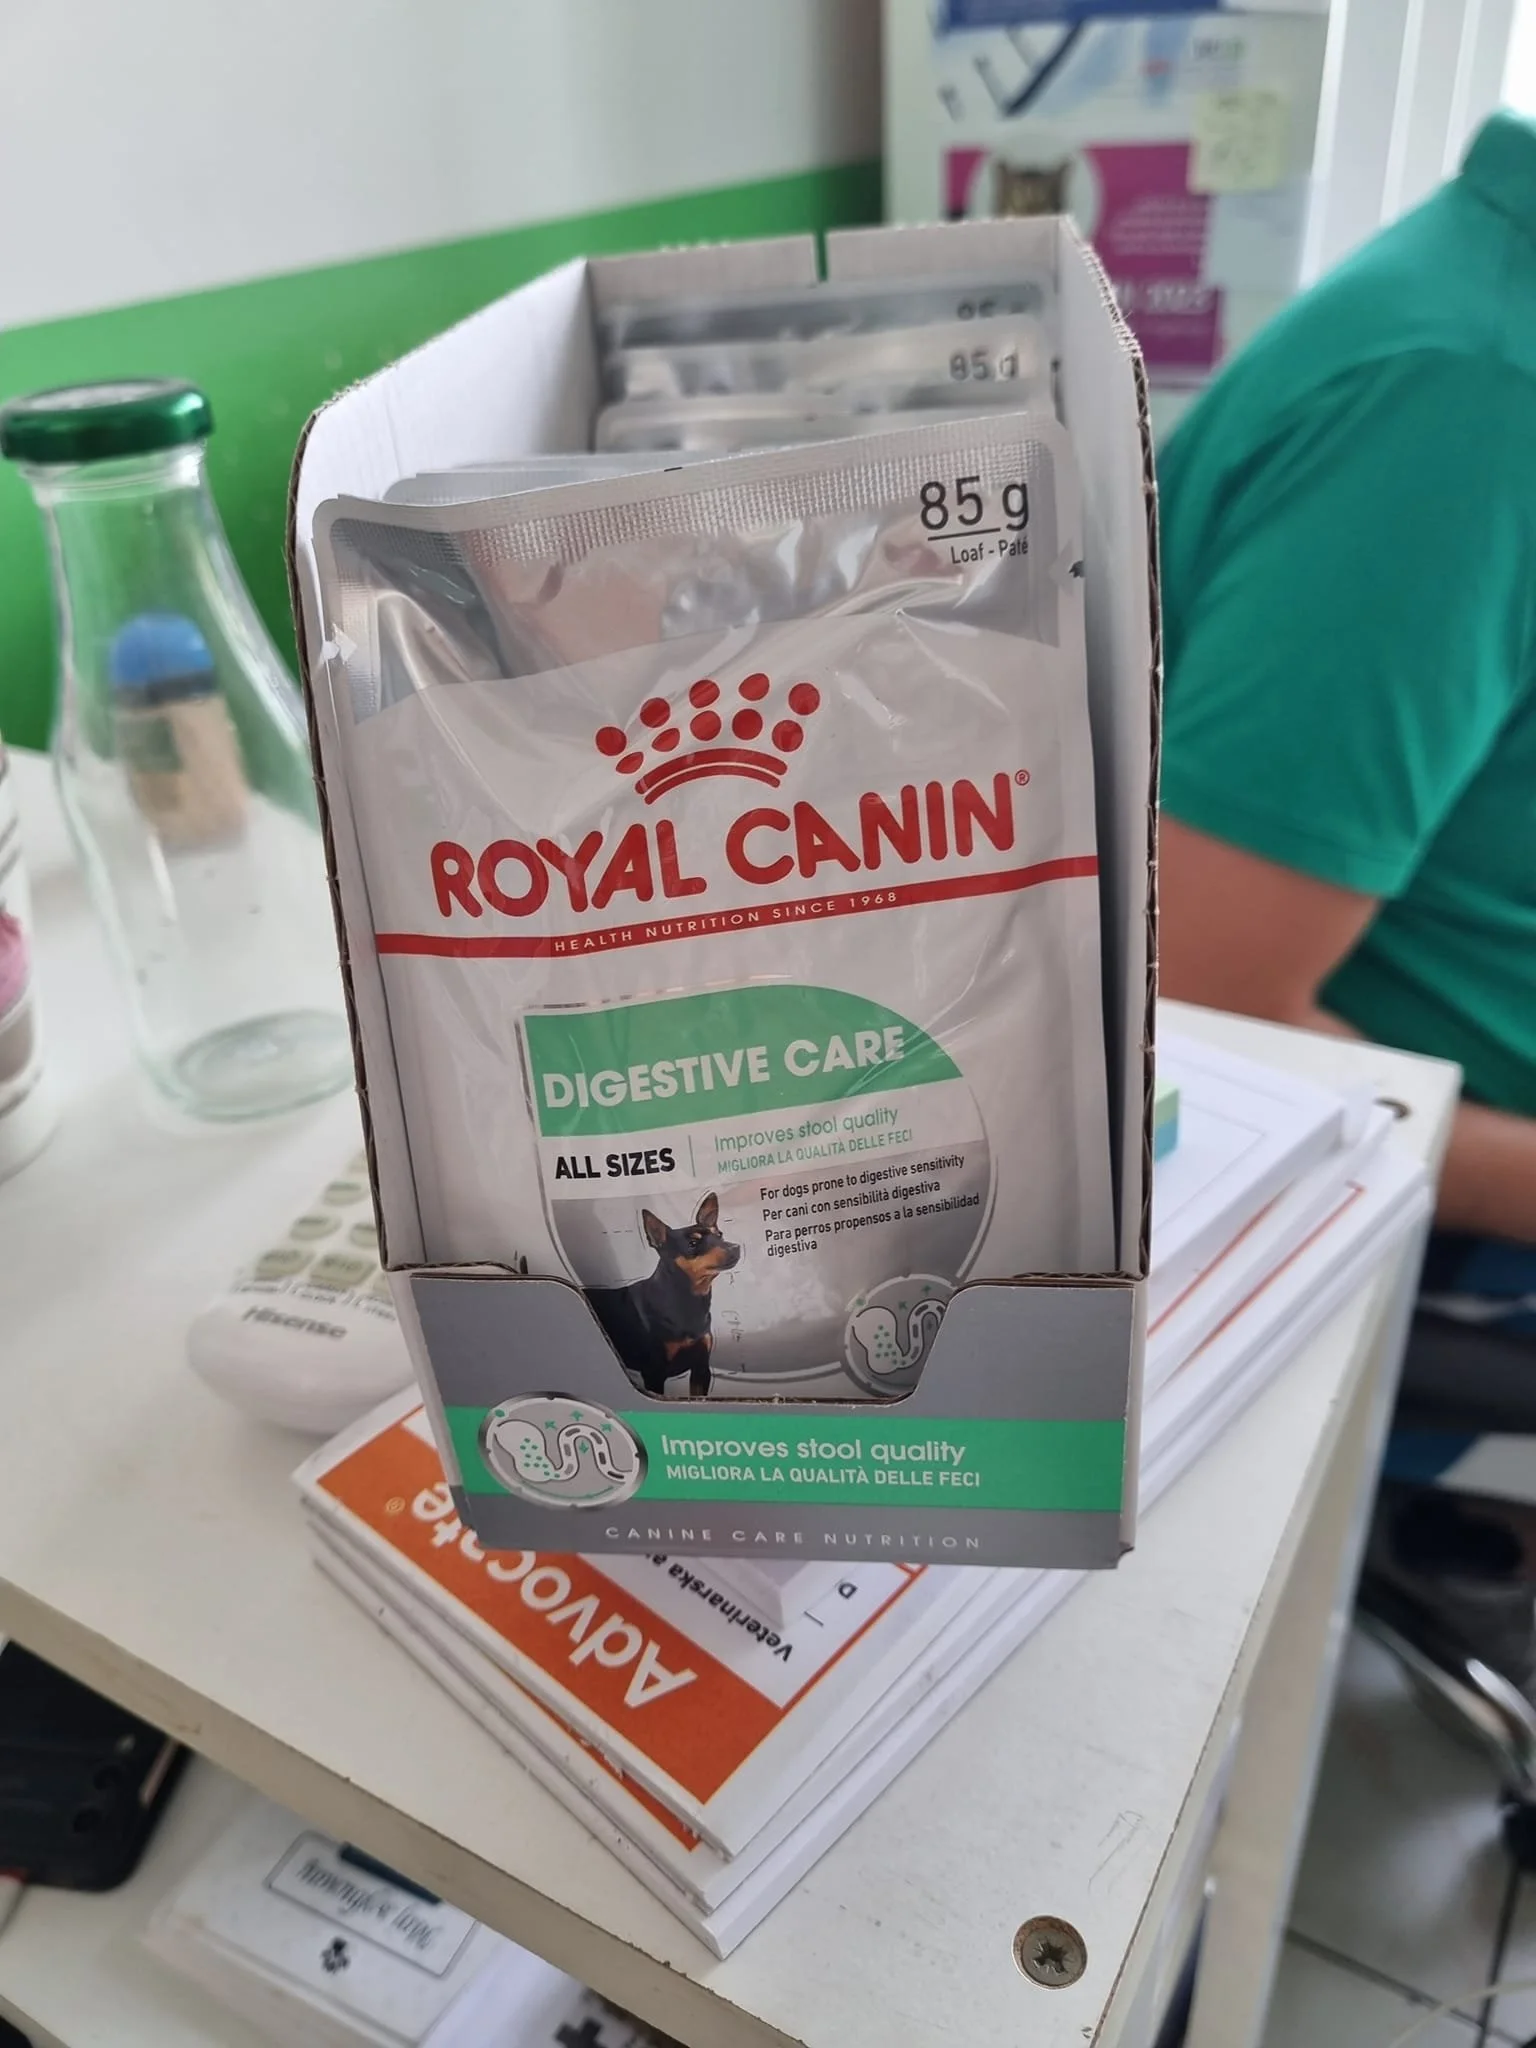 85 g
85 g
85 g
Loaf - Paté
ROYAL CANIN®
HEALTH NUTRITION SINCE 1968
DIGESTIVE CARE
ALL SIZES
Improves stool quality
MIGLIORA LA QUALITÀ DELLE FECI
For dogs prone to digestive sensitivity
Per cani con sensibilità digestiva
Para perros propensos a la sensibilidad
digestiva
Improves stool quality
MIGLIORA LA QUALITÀ DELLE FECI
CANINE CARE NUTRITION
Hisense
Advocate®
Veterinarska
D